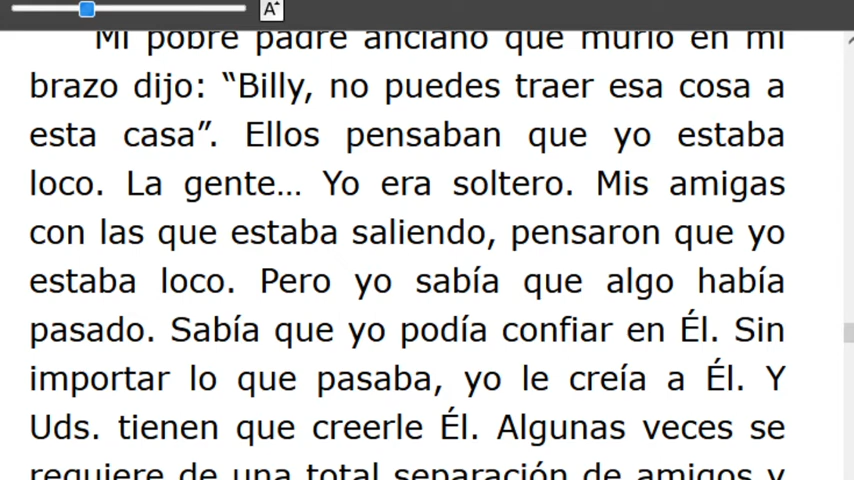 A
Mi pobre padre anciano que murió en mi
brazo dijo: “Billy, no puedes traer esa cosa a
esta casa”. Ellos pensaban que yo estaba
loco. La gente… Yo era soltero. Mis amigas
con las que estaba saliendo, pensaron que yo
estaba loco. Pero yo sabía que algo había
pasado. Sabía que yo podía confiar en Él. Sin
importar lo que pasaba, yo le creía a Él. Y
Uds. tienen que creerle Él. Algunas veces se
requiere de una total separación de amigos y